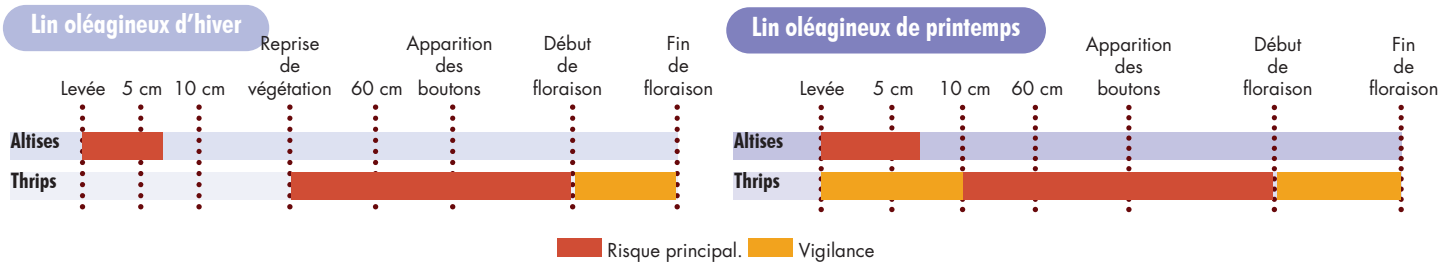 Lin oléagineux d'hiver
Reprise
de
végétation
Apparition
des
boutons
Début
de
floraison
Fin
de
floraison
Levée 5 cm 10 cm 60 cm
Altises
Thrips
Lin oléagineux de printemps
Apparition
des
boutons
Début
de
floraison
Fin
de
floraison
Levée 5 cm 10 cm 60 cm
Altises
Thrips
Risque principal. Vigilance